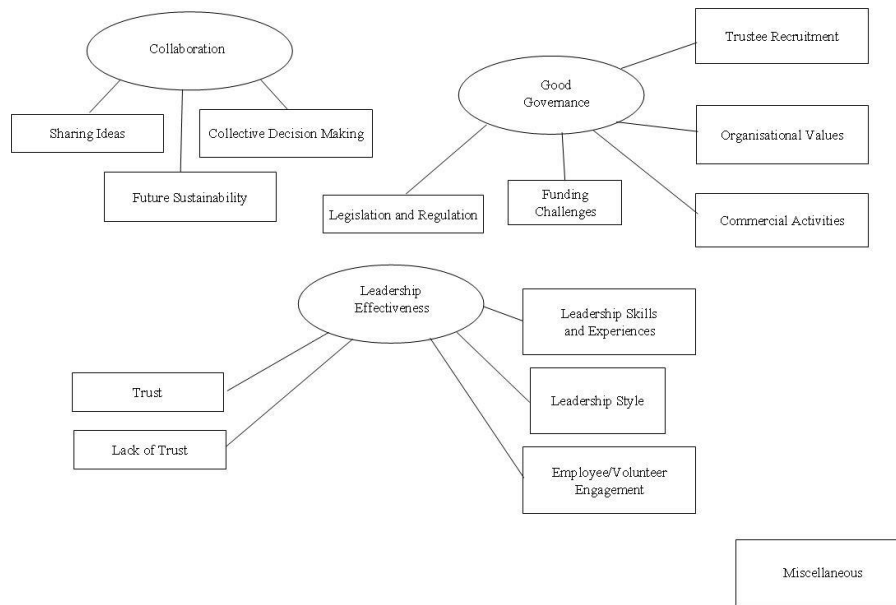 Collaboration
Sharing Ideas
Collective Decision Making
Future Sustainability
Good
Governance
Trustee Recruitment
Organisational Values
Commercial Activities
Funding
Challenges
Legislation and Regulation
Leadership
Effectiveness
Leadership Skills
and Experiences
Leadership Style
Employee/Volunteer
Engagement
Trust
Lack of Trust
Miscellaneous